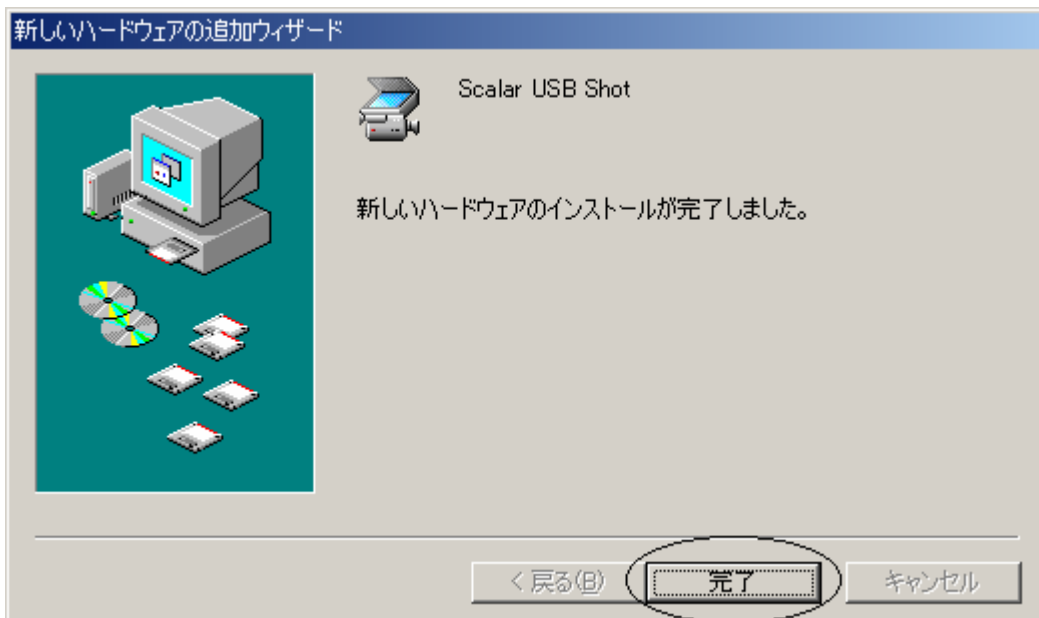 新しいハードウェアの追加ウィザード
Scalar USB Shot
新しいハードウェアのインストールが完了しました。
< 戻る(B)
完了
キャンセル